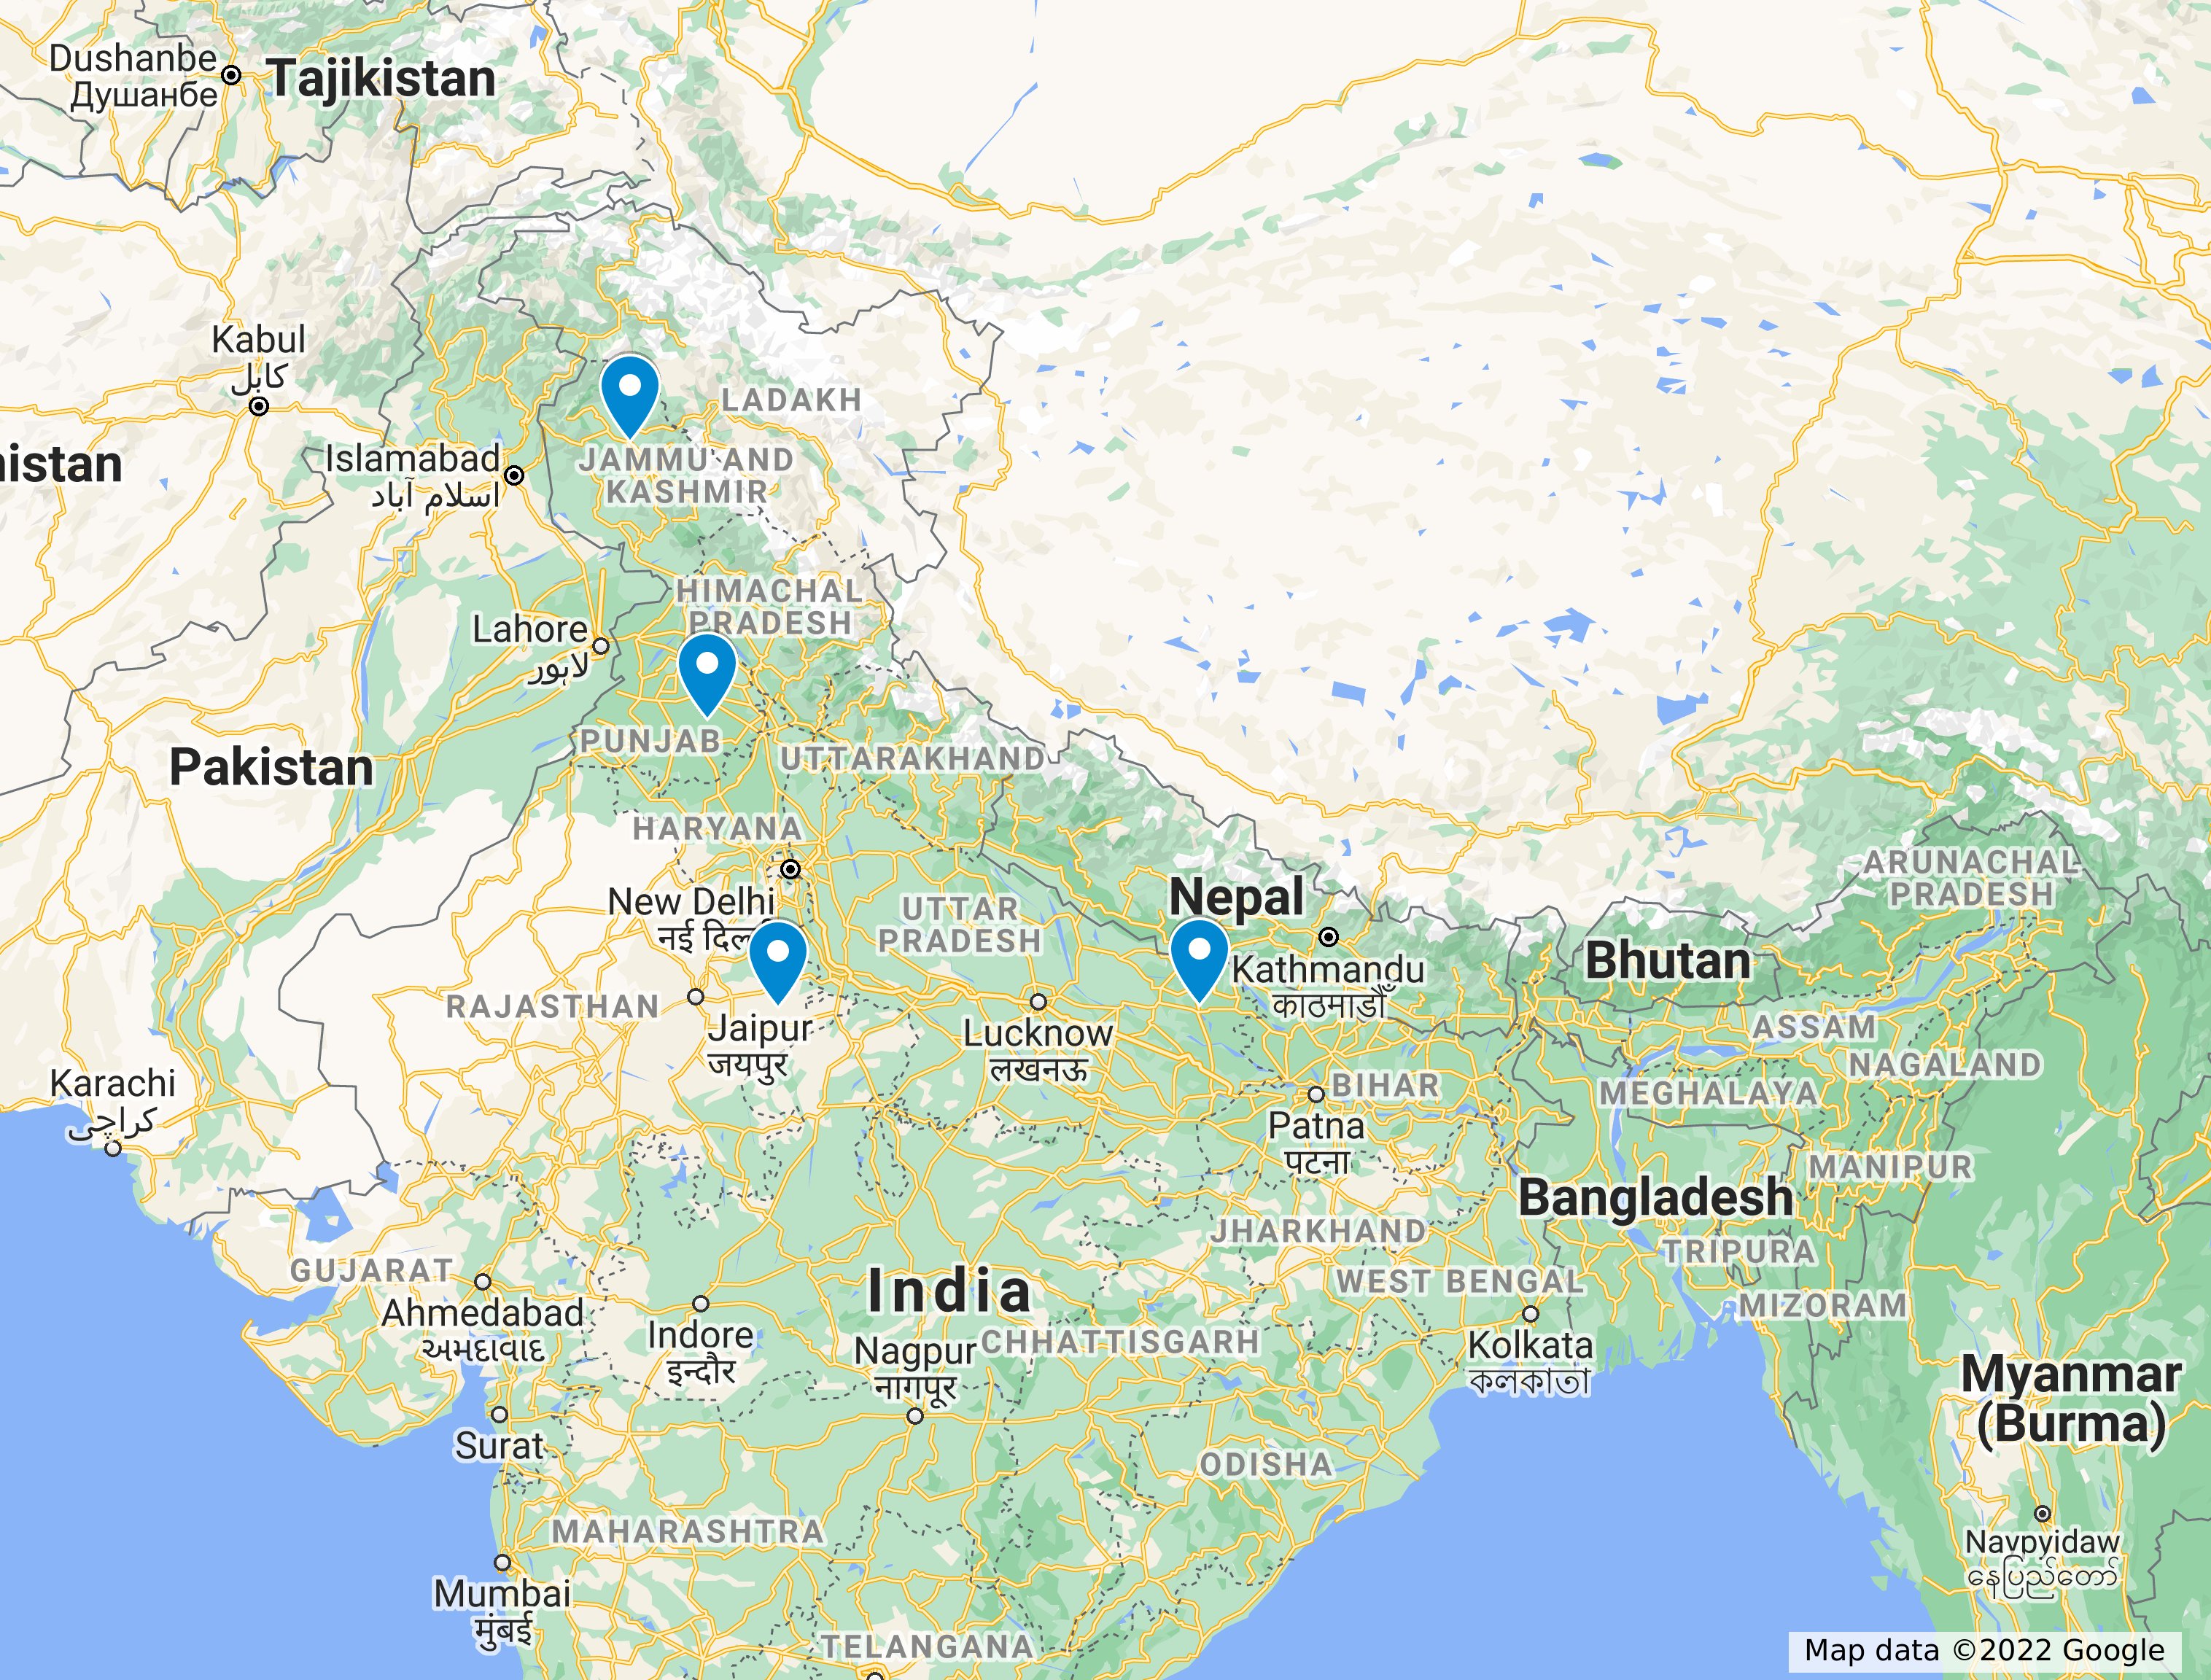 Dushanbe
Душанбе
Tajikistan
Kabul
کابل
LADAKH
nistan
Islamabad
اسلام آباد
JAMMU AND
KASHMIR
HIMACHAL
PRADESH
Lahore
لاہور
PUNJAB
UTTARAKHAND
Pakistan
HARYANA
New Delhi
नई दिल्
UTTAR
PRADESH
Nepal
Kathmandu
काठमाडौँ
Bhutan
ARUNACHAL
PRADESH
RAJASTHAN
Jaipur
जयपुर
Lucknow
लखनऊ
ASSAM
NAGALAND
MEGHALAYA
BIHAR
Patna
पटना
Karachi
کراچی
MANIPUR
Bangladesh
JHARKHAND
TRIPURA
GUJARAT
WEST BENGAL
MIZORAM
Ahmedabad
અમદાવાદ
India
Indore
इन्दौर
Nagpur
नागपूर
CHHATTISGARH
Kolkata
কলকাতা
Myanmar
(Burma)
Surat
ODISHA
MAHARASHTRA
Navpyidaw
နေပြည်တော်
Mumbai
मुंबई
TELANGANA
Map data ©2022 Google